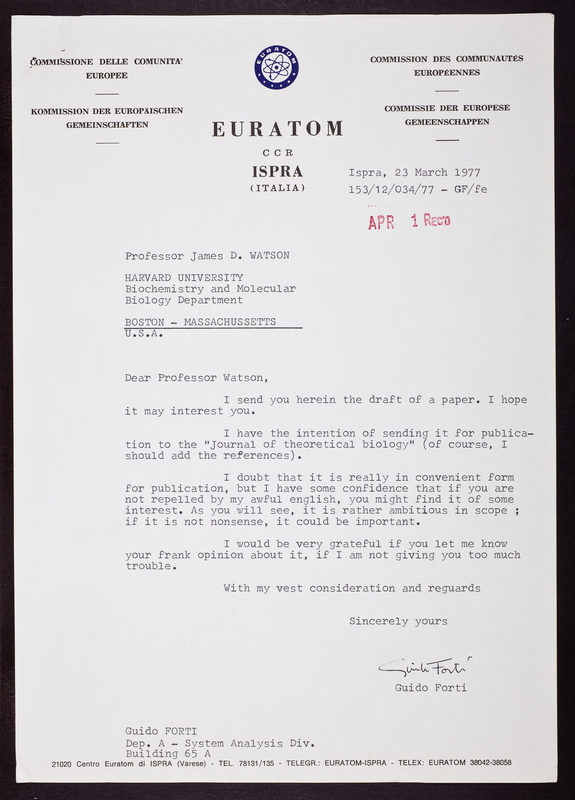 COMMISSIONE DELLE COMUNITA'
EUROPEE
KOMMISSION DER EUROPÄISCHEN
GEMEINSCHAFTEN
EURATOM
COMMISSION DES COMMUNAUTÉS
EUROPÉENNES
COMMISSIE DER EUROPESE
GEMEENSCHAPPEN
EURATOM
CCR
ISPRA
(ITALIA)
Ispra, 23 March 1977
153/12/034/77 - GF/fe
APR 1 REC'D
Professor James D. WATSON
HARVARD UNIVERSITY
Biochemistry and Molecular
Biology Department
BOSTON - MASSACHUSSETTS
U.S.A.
Dear Professor Watson,
I send you herein the draft of a paper. I hope
it may interest you.
I have the intention of sending it for publica-
tion to the "Journal of theoretical biology" (of course, I
should add the references).
I doubt that it is really in convenient form
for publication, but I have some confidence that if you are
not repelled by my awful english, you might find it of some
interest. As you will see, it is rather ambitious in scope ;
if it is not nonsense, it could be important.
I would be very grateful if you let me know
your frank opinion about it, if I am not giving you too much
trouble.
With my vest consideration and reguards
Sincerely yours
Guido Forti
Guido Forti
Guido FORTI
Dep. A - System Analysis Div.
Building 65 A
21020 Centro Euratom di ISPRA (Varese) - TEL. 78131/135 - TELEGR.: EURATOM-ISPRA - TELEX: EURATOM 38042-38058